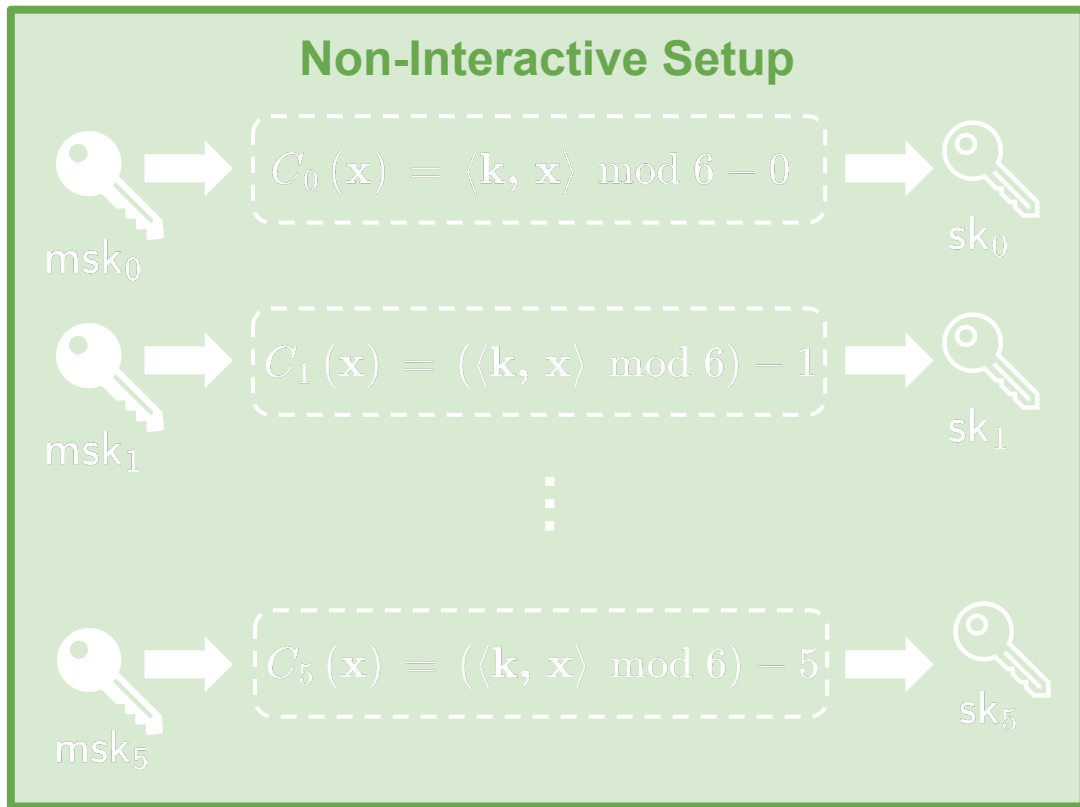 Non-Interactive Setup
C₀(𝐱) = ⟨𝐤, 𝐱⟩ mod 6 − 0
msk₀
sk₀
C₁(𝐱) = (⟨𝐤, 𝐱⟩ mod 6) − 1
msk₁
sk₁
⋮
C₅(𝐱) = (⟨𝐤, 𝐱⟩ mod 6) − 5
msk₅
sk₅